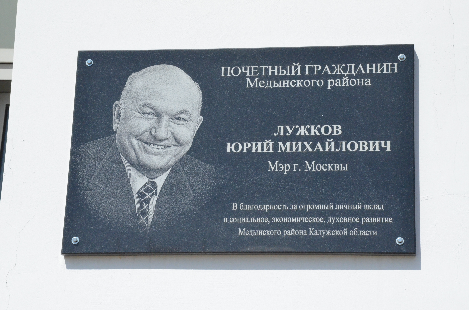 ПОЧЕТНЫЙ ГРАЖДАНИН
Медынского района
ЛУЖКОВ
ЮРИЙ МИХАЙЛОВИЧ
Мэр г. Москвы
В благодарность за огромный личный вклад
в социальное, экономическое, духовное развитие
Медынского района Калужской области